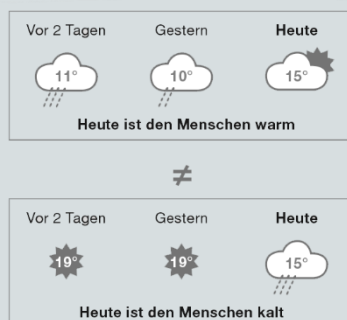 Vor 2 Tagen Gestern Heute
11° 10° 15°
Heute ist den Menschen warm
≠
Vor 2 Tagen Gestern Heute
19° 19° 15°
Heute ist den Menschen kalt